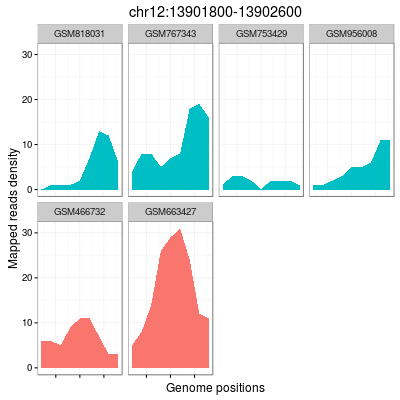 chr12:13901800-13902600
GSM818031 GSM767343 GSM753429 GSM956008
30
20
10
0
GSM466732 GSM663427
30
20
10
0
Mapped reads density
Genome positions